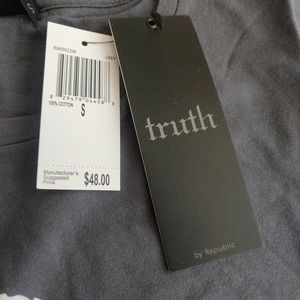 100% COTTON
S
Manufacturer's
Suggested
Price
$48.00
truth
by Republic